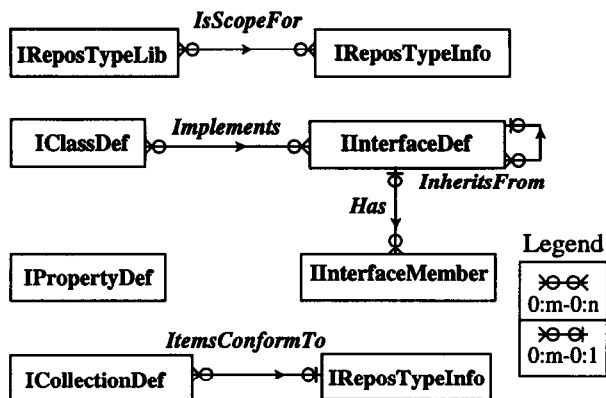 IsScopeFor
IReposTypeLib IReposTypeInfo
Implements
IClassDef IInterfaceDef
InheritsFrom
Has
IPropertyDef IInterfaceMember
Legend
0:m-0:n
0:m-0:1
ItemsConformTo
ICollectionDef IReposTypeInfo